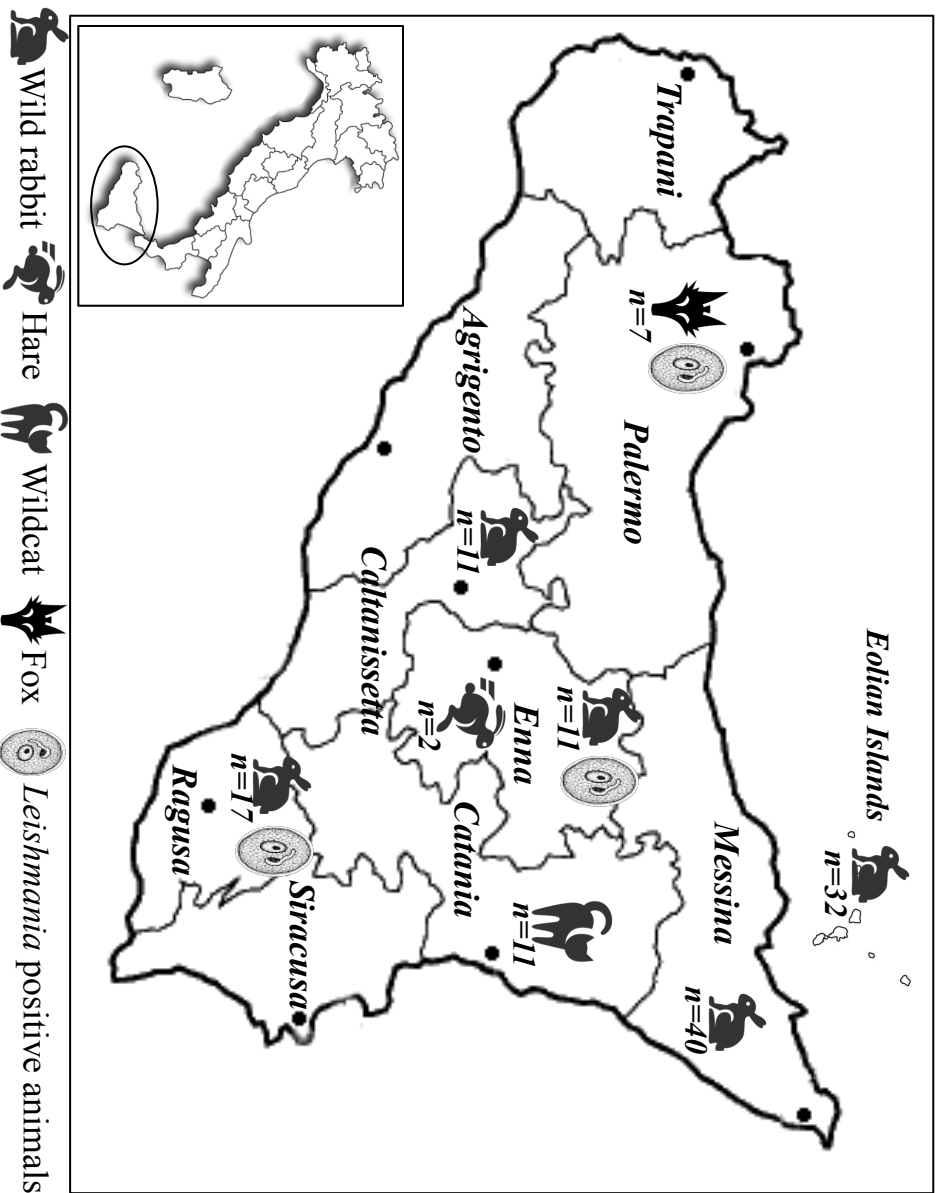 Eolian Islands
n=32
Trapani
n=7
Palermo
Messina
n=40
Agrigento
n=11
n=11
Enna
n=2
Catania
n=11
Caltanissetta
n=17
Ragusa
Siracusa
Wild rabbit Hare Wildcat Fox Leishmania positive animals